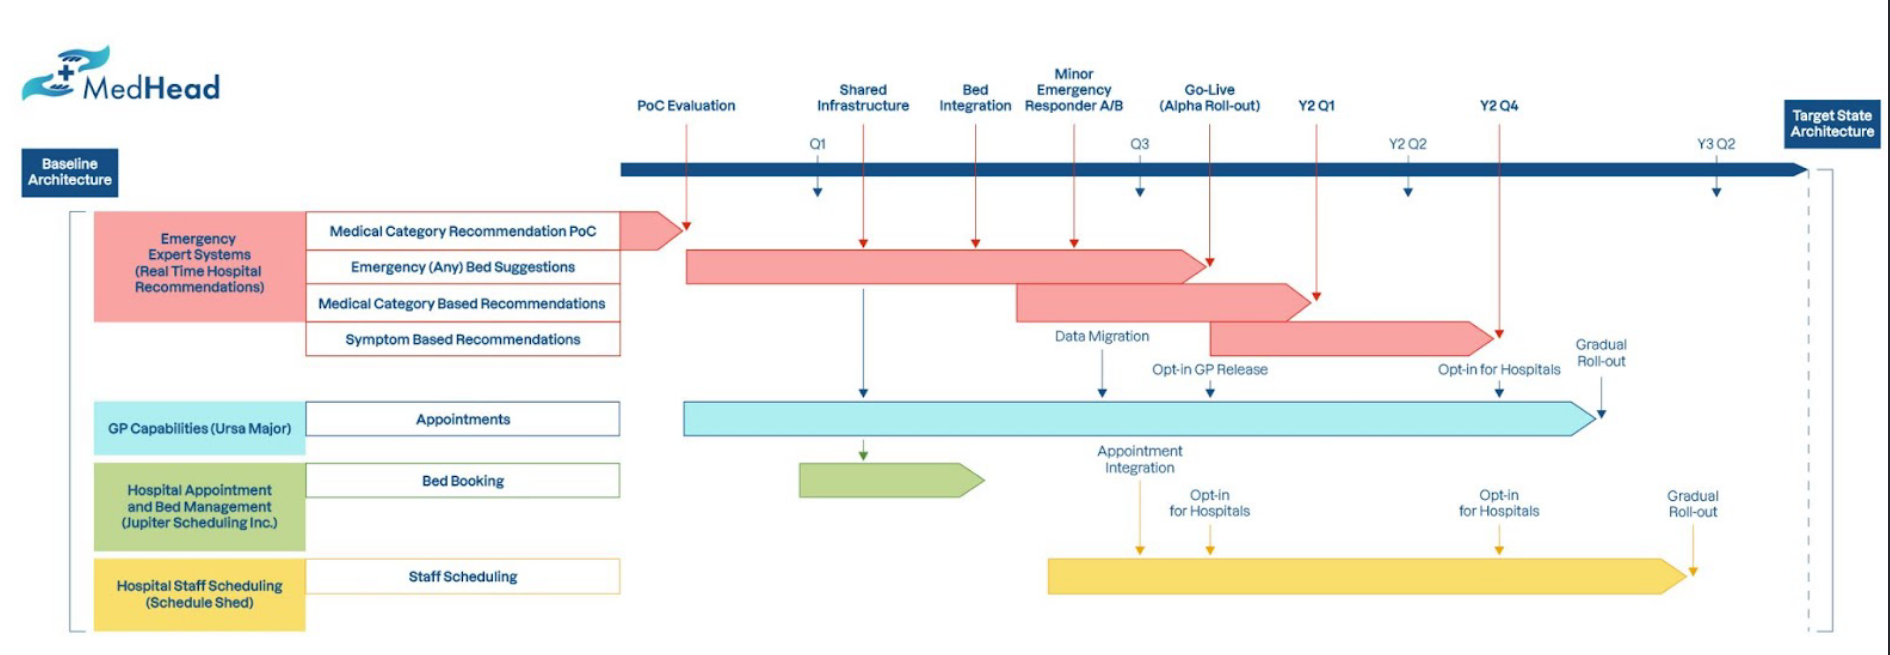 MedHead
PoC Evaluation
Shared
Infrastructure
Bed
Integration
Minor
Emergency
Responder A/B
Go-Live
(Alpha Roll-out)
Y2 Q1
Y2 Q4
Target State
Architecture
Q1
Q3
Y2 Q2
Y3 Q2
Baseline
Architecture
Emergency
Expert Systems
(Real Time Hospital
Recommendations)
Medical Category Recommendation PoC
Emergency (Any) Bed Suggestions
Medical Category Based Recommendations
Symptom Based Recommendations
Data Migration
Opt-in GP Release
Opt-in for Hospitals
Gradual
Roll-out
GP Capabilities (Ursa Major)
Appointments
Hospital Appointment
and Bed Management
(Jupiter Scheduling Inc.)
Bed Booking
Appointment
Integration
Opt-in
for Hospitals
Opt-in
for Hospitals
Gradual
Roll-out
Hospital Staff Scheduling
(Schedule Shed)
Staff Scheduling